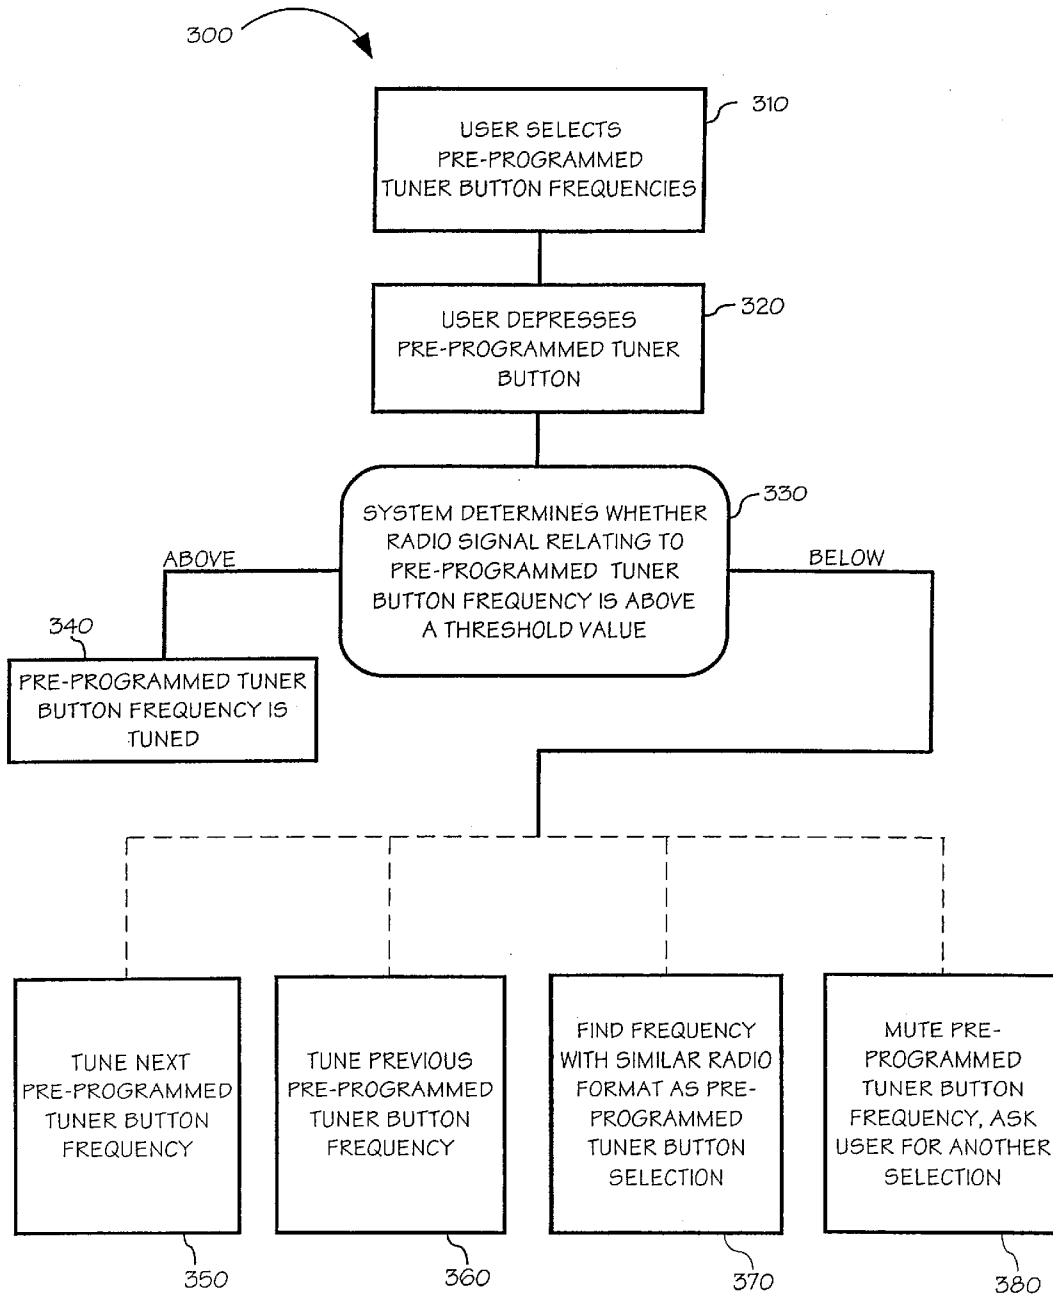 300
310
USER SELECTS
PRE-PROGRAMMED
TUNER BUTTON FREQUENCIES
320
USER DEPRESSES
PRE-PROGRAMMED TUNER
BUTTON
330
SYSTEM DETERMINES WHETHER
RADIO SIGNAL RELATING TO
PRE-PROGRAMMED TUNER
BUTTON FREQUENCY IS ABOVE
A THRESHOLD VALUE
ABOVE
BELOW
340
PRE-PROGRAMMED TUNER
BUTTON FREQUENCY IS
TUNED
TUNE NEXT
PRE-PROGRAMMED
TUNER BUTTON
FREQUENCY
350
TUNE PREVIOUS
PRE-PROGRAMMED
TUNER BUTTON
FREQUENCY
360
FIND FREQUENCY
WITH SIMILAR RADIO
FORMAT AS PRE-
PROGRAMMED
TUNER BUTTON
SELECTION
370
MUTE PRE-
PROGRAMMED
TUNER BUTTON
FREQUENCY, ASK
USER FOR ANOTHER
SELECTION
380